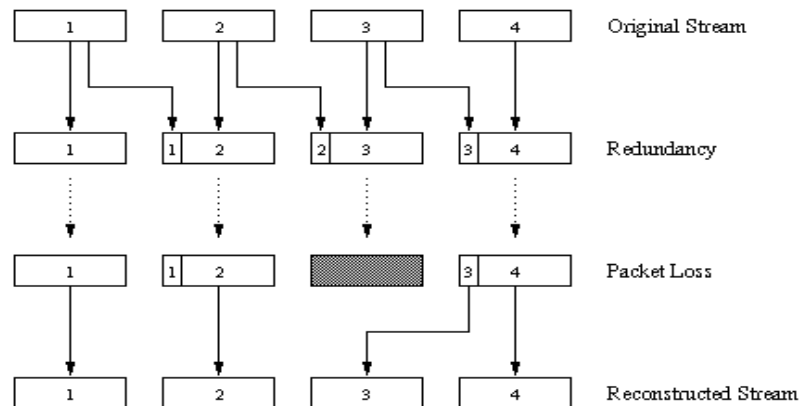 1 2 3 4 Original Stream
1 1 2 2 3 3 4 Redundancy
1 1 2 3 4 Packet Loss
1 2 3 4 Reconstructed Stream